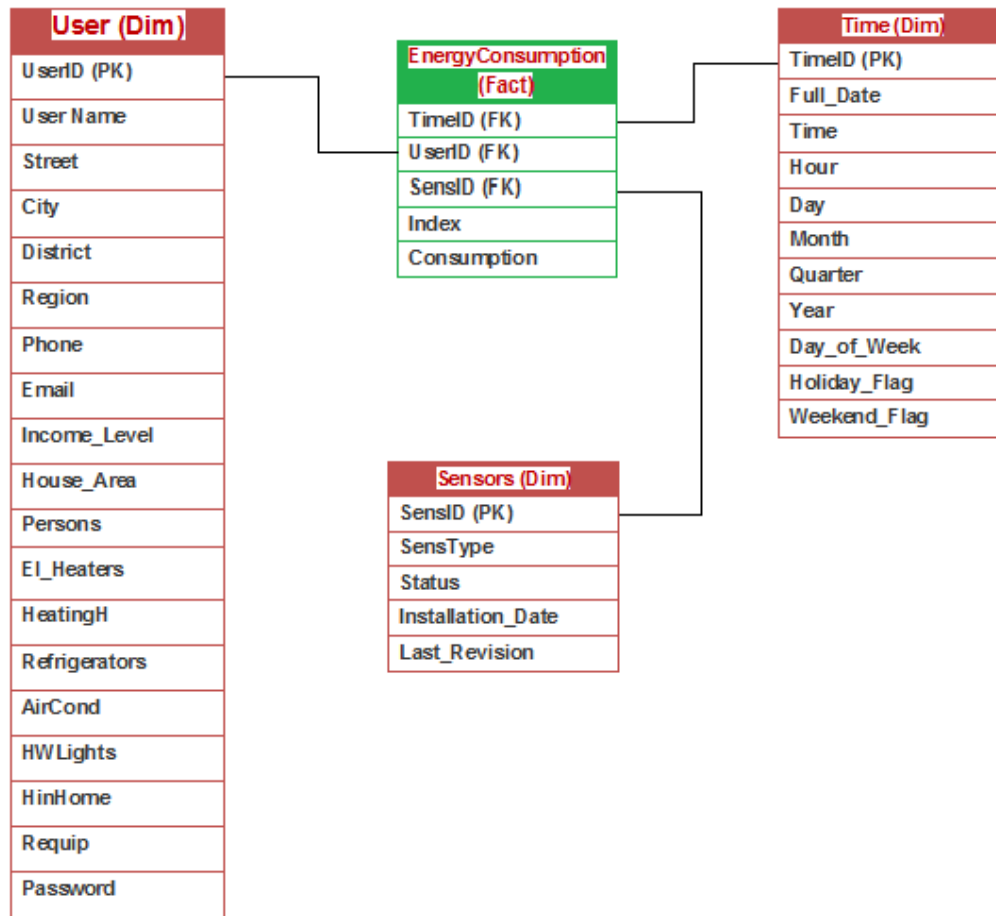 User (Dim)
UserID (PK)
User Name
Street
City
District
Region
Phone
Email
Income_Level
House_Area
Persons
El_Heaters
HeatingH
Refrigerators
AirCond
HWLights
HinHome
Requip
Password
EnergyConsumption
(Fact)
TimeID (FK)
UserID (FK)
SensID (FK)
Index
Consumption
Sensors (Dim)
SensID (PK)
SensType
Status
Installation_Date
Last_Revision
Time (Dim)
TimeID (PK)
Full_Date
Time
Hour
Day
Month
Quarter
Year
Day_of_Week
Holiday_Flag
Weekend_Flag